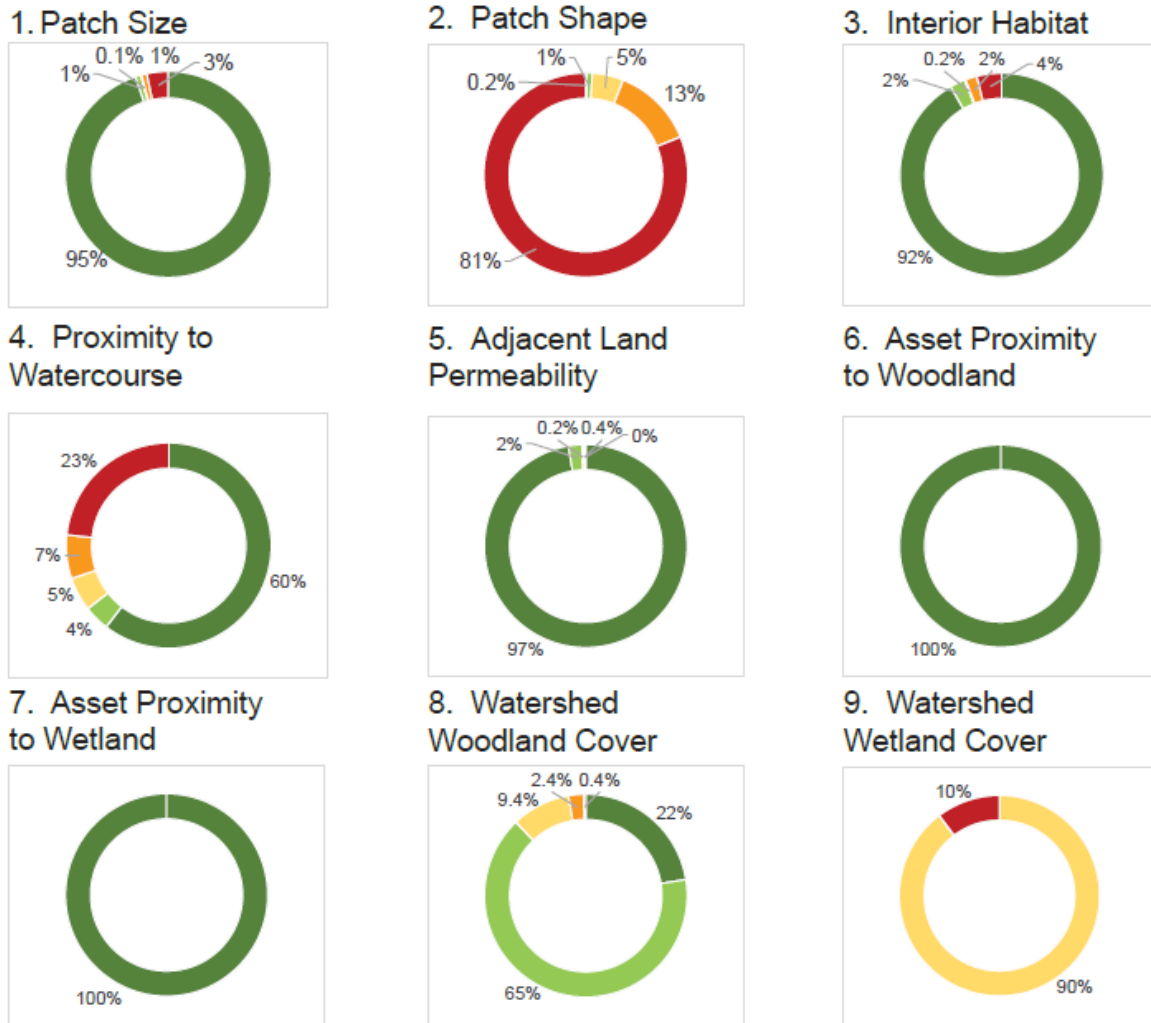 1. Patch Size
0.1% 1%
1%
3%
95%
2. Patch Shape
1%
5%
0.2%
13%
81%
3. Interior Habitat
0.2%
2%
2%
4%
92%
4. Proximity to
Watercourse
23%
7%
5%
4%
60%
5. Adjacent Land
Permeability
0.2% 0.4%
2%
0%
97%
6. Asset Proximity
to Woodland
100%
7. Asset Proximity
to Wetland
100%
8. Watershed
Woodland Cover
2.4% 0.4%
9.4%
22%
65%
9. Watershed
Wetland Cover
10%
90%